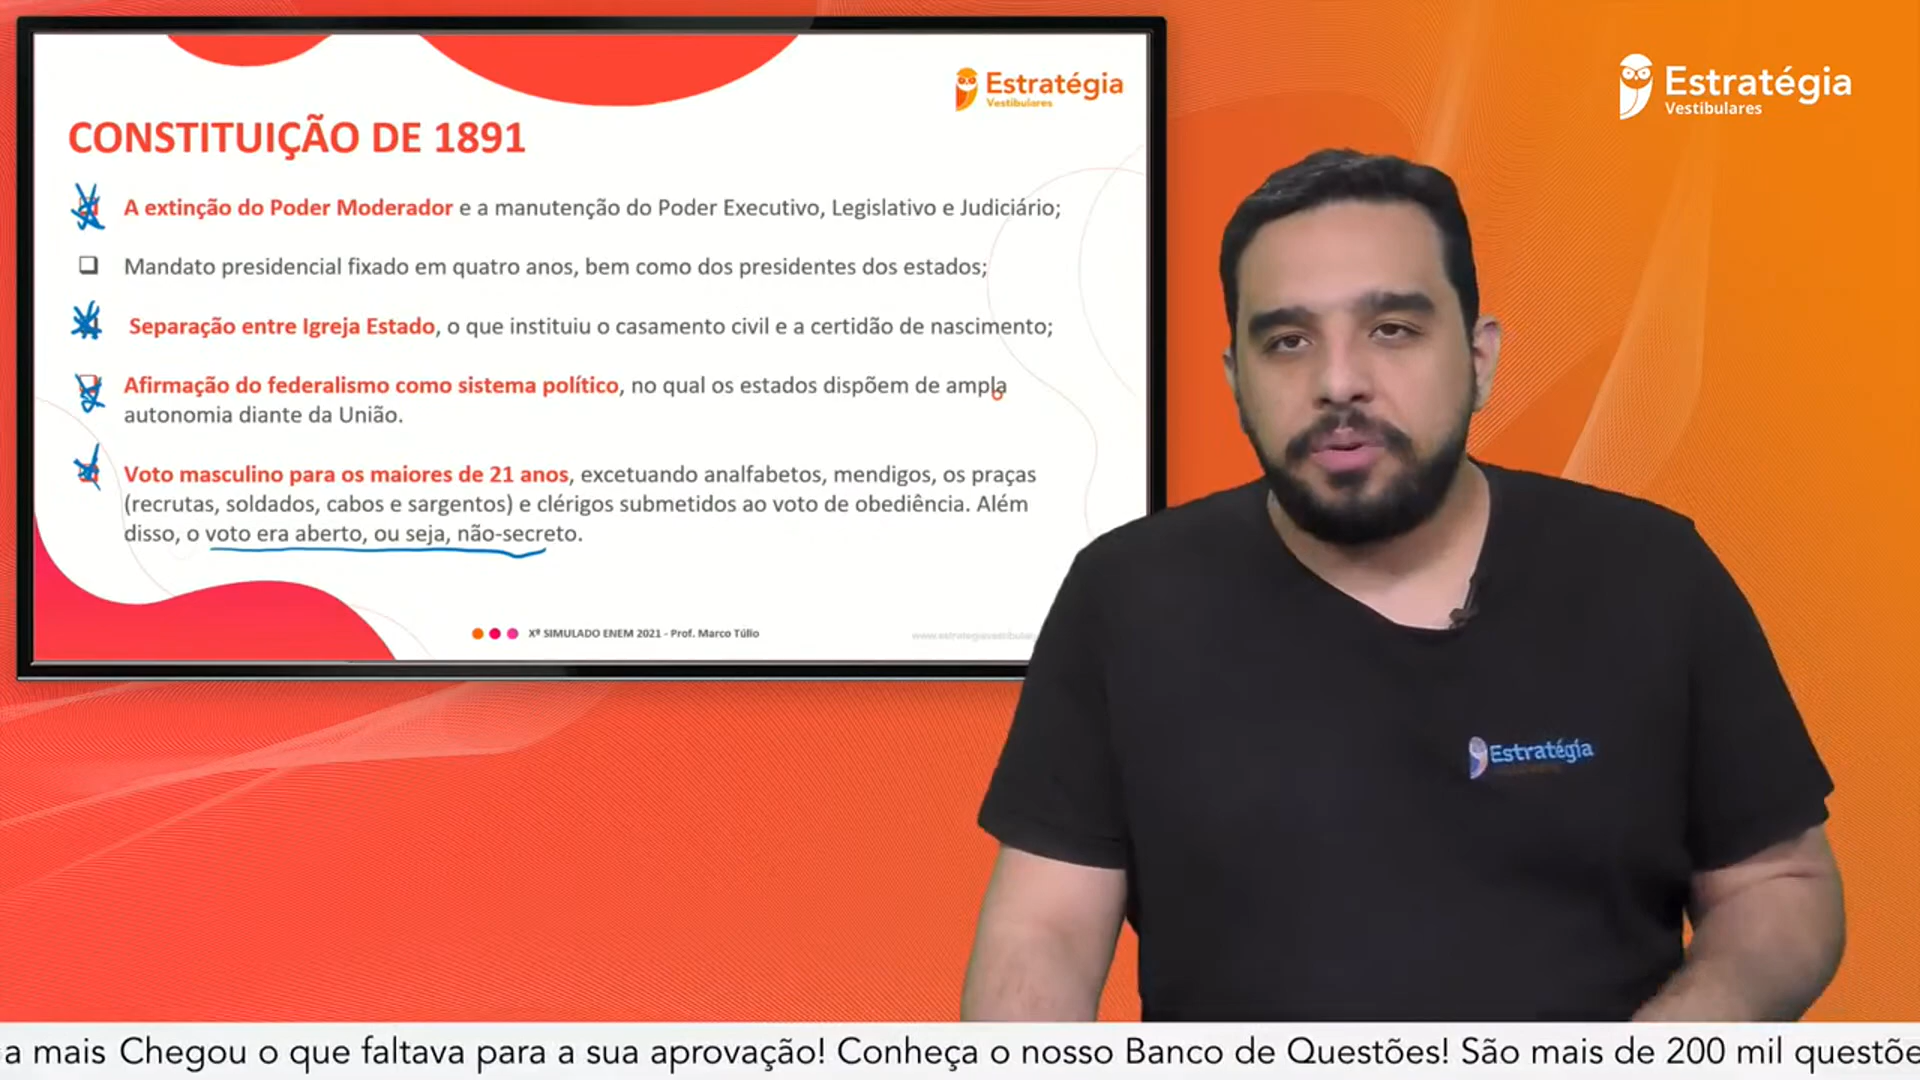 Estratégia
Vestibulares
CONSTITUIÇÃO DE 1891
A extinção do Poder Moderador e a manutenção do Poder Executivo, Legislativo e Judiciário;
Mandato presidencial fixado em quatro anos, bem como dos presidentes dos estados;
Separação entre Igreja Estado, o que instituiu o casamento civil e a certidão de nascimento;
Afirmação do federalismo como sistema político, no qual os estados dispõem de ampla
autonomia diante da União.
Voto masculino para os maiores de 21 anos, excetuando analfabetos, mendigos, os praças
(recrutas, soldados, cabos e sargentos) e clérigos submetidos ao voto de obediência. Além
disso, o voto era aberto, ou seja, não-secreto.
Xº SIMULADO ENEM 2021 - Prof. Marco Túlio
Estratégia
Vestibulares
Estratégia
a mais Chegou o que faltava para a sua aprovação! Conheça o nosso Banco de Questões! São mais de 200 mil questõe